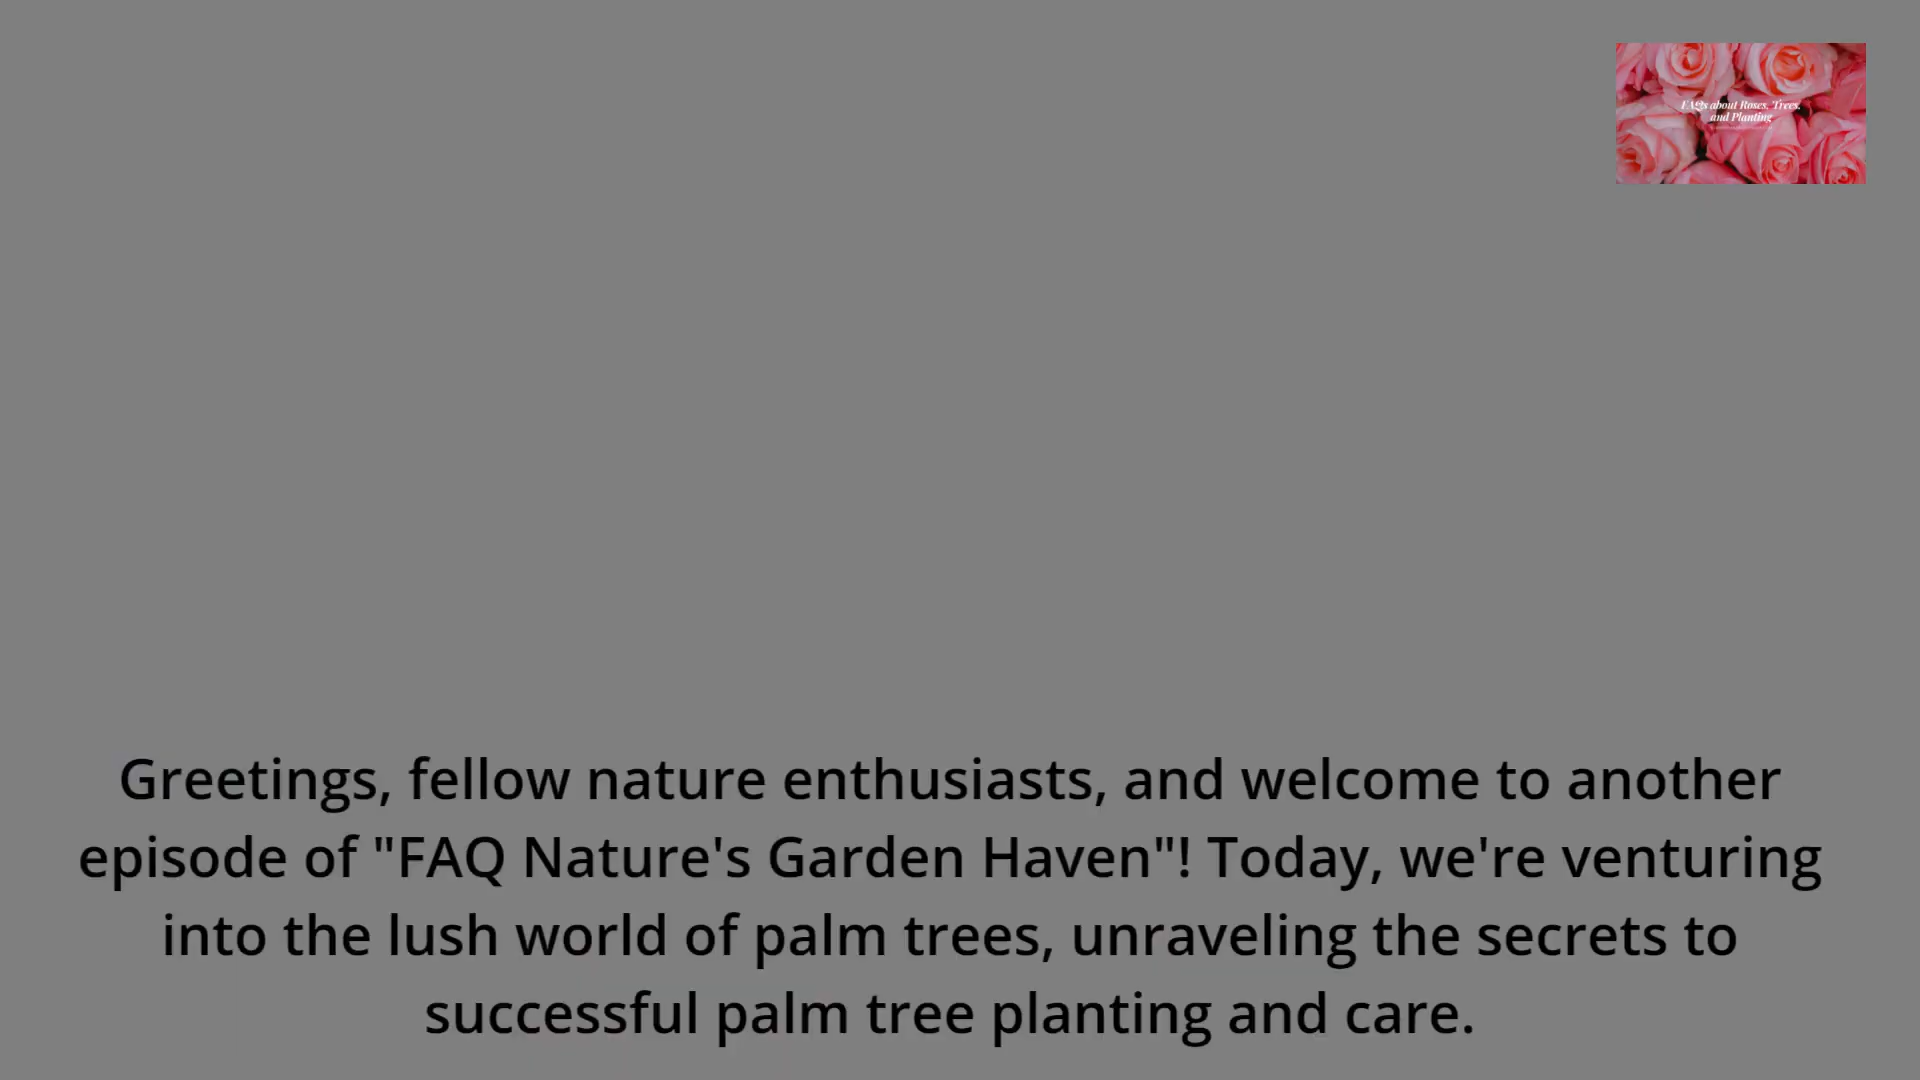 FAQs about Roses, Trees,
and Planting
Greetings, fellow nature enthusiasts, and welcome to another
episode of "FAQ Nature's Garden Haven"! Today, we're venturing
into the lush world of palm trees, unraveling the secrets to
successful palm tree planting and care.